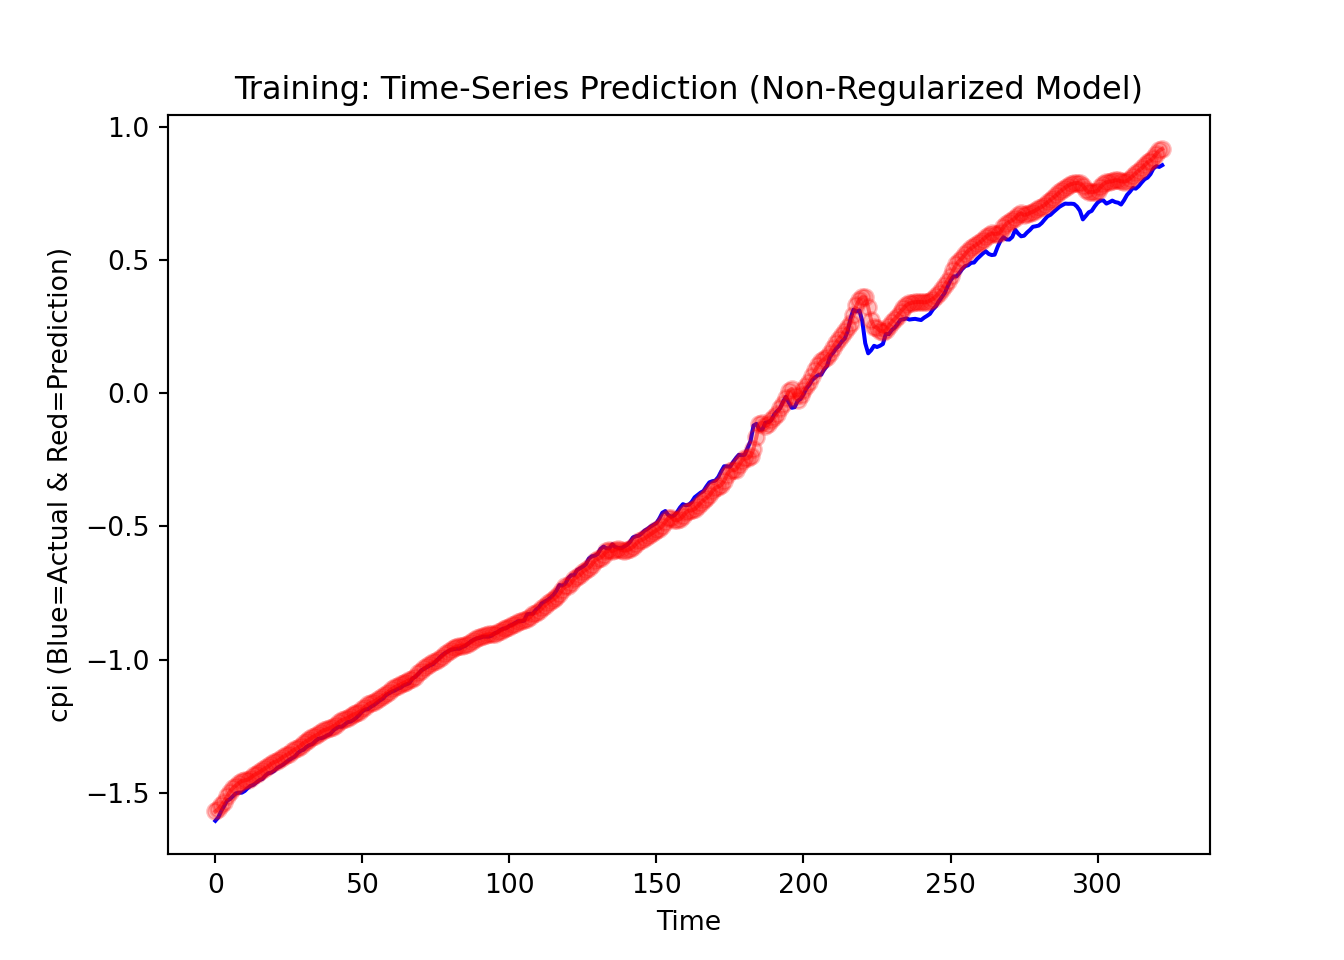 Training: Time-Series Prediction (Non-Regularized Model)
cpi (Blue=Actual & Red=Prediction)
1.0
0.5
0.0
−0.5
−1.0
−1.5
0 50 100 150 200 250 300
Time